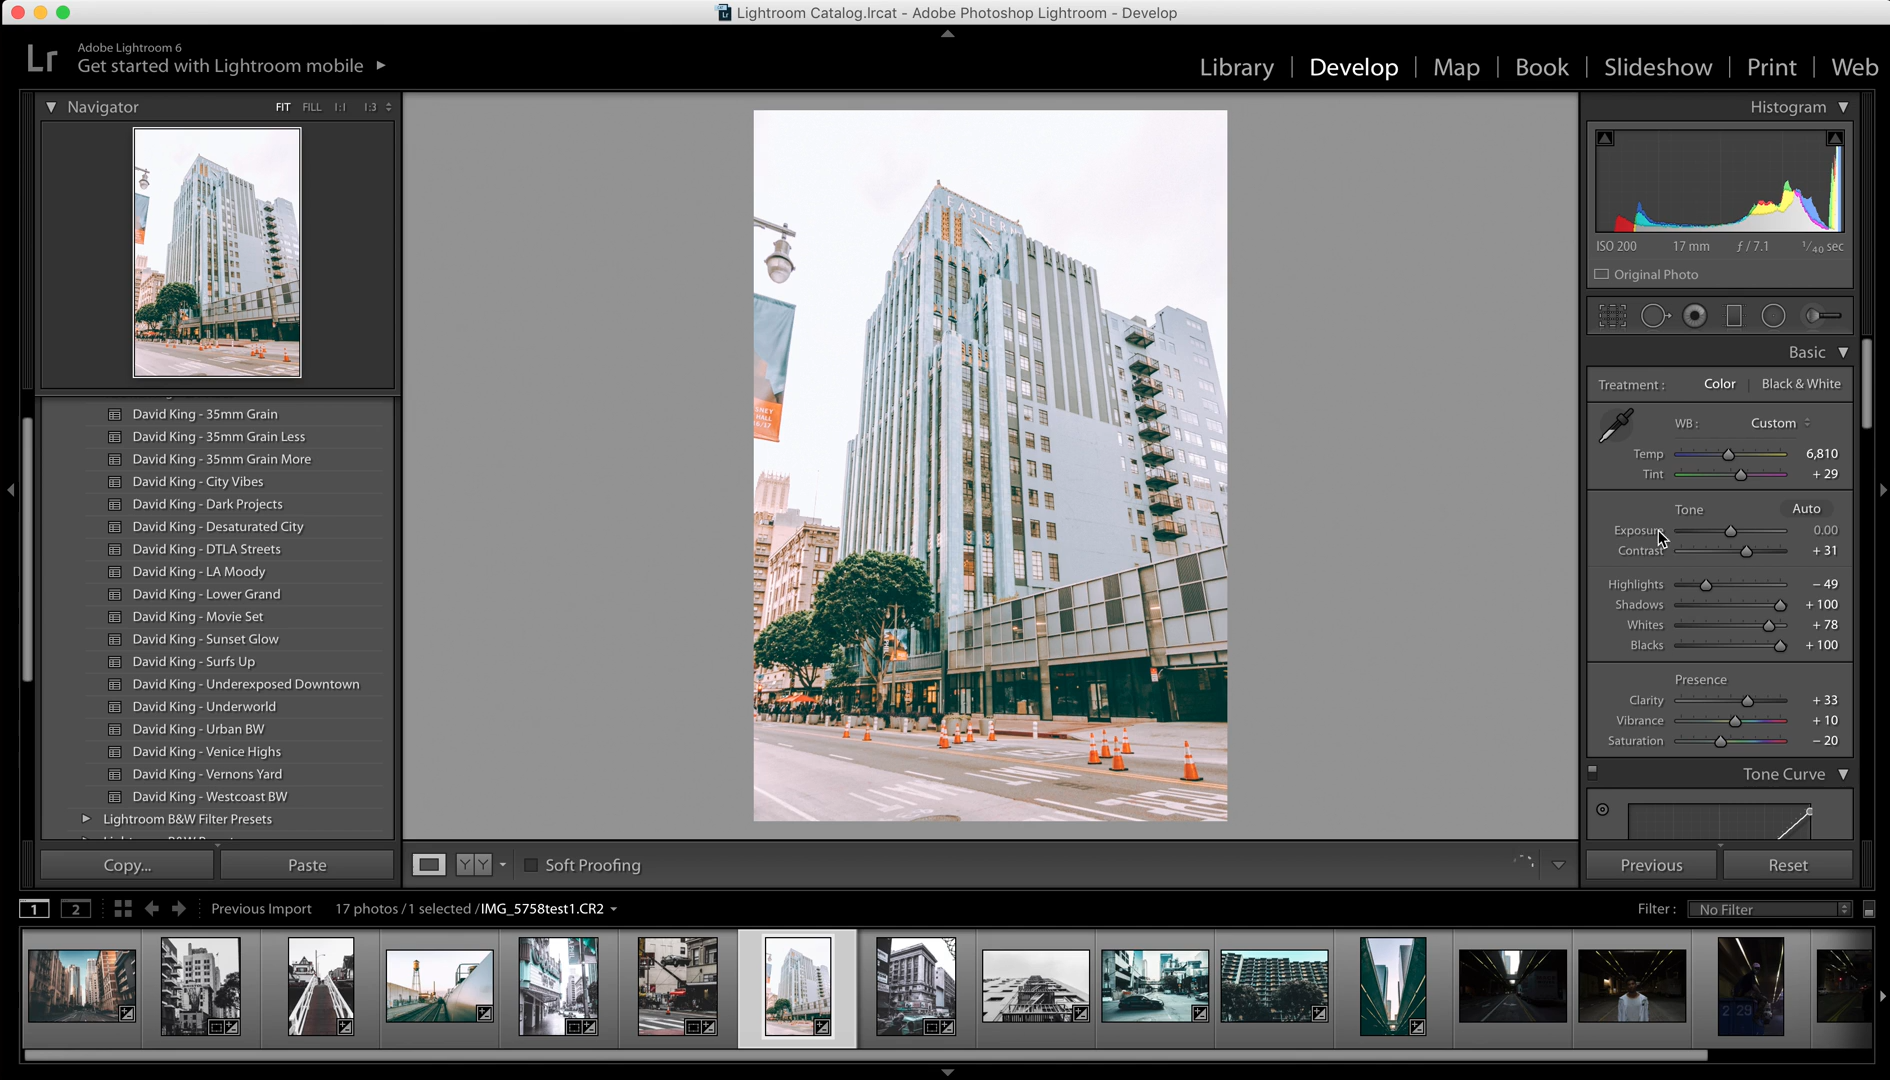 Lightroom Catalog.lrcat - Adobe Photoshop Lightroom - Develop
Lr
Adobe Lightroom 6
Get started with Lightroom mobile
Library | Develop | Map | Book | Slideshow | Print | Web
Navigator FIT FILL 1:1 1:3
David King - 35mm Grain
David King - 35mm Grain Less
David King - 35mm Grain More
David King - City Vibes
David King - Dark Projects
David King - Desaturated City
David King - DTLA Streets
David King - LA Moody
David King - Lower Grand
David King - Movie Set
David King - Sunset Glow
David King - Surfs Up
David King - Underexposed Downtown
David King - Underworld
David King - Urban BW
David King - Venice Highs
David King - Vernons Yard
David King - Westcoast BW
Lightroom B&W Filter Presets
Copy... Paste
EASTERN
HALL
16/17
Y Y Soft Proofing
Histogram
ISO 200 17 mm ƒ / 7.1 1/40 sec
Original Photo
Basic
Treatment : Color | Black & White
WB : Custom
Temp 6,810
Tint + 29
Tone Auto
Exposure 0.00
Contrast + 31
Highlights - 49
Shadows + 100
Whites + 78
Blacks + 100
Presence
Clarity + 33
Vibrance + 10
Saturation - 20
Tone Curve
Previous Reset
1 2 Previous Import 17 photos / 1 selected / IMG_5758test1.CR2
Filter : No Filter